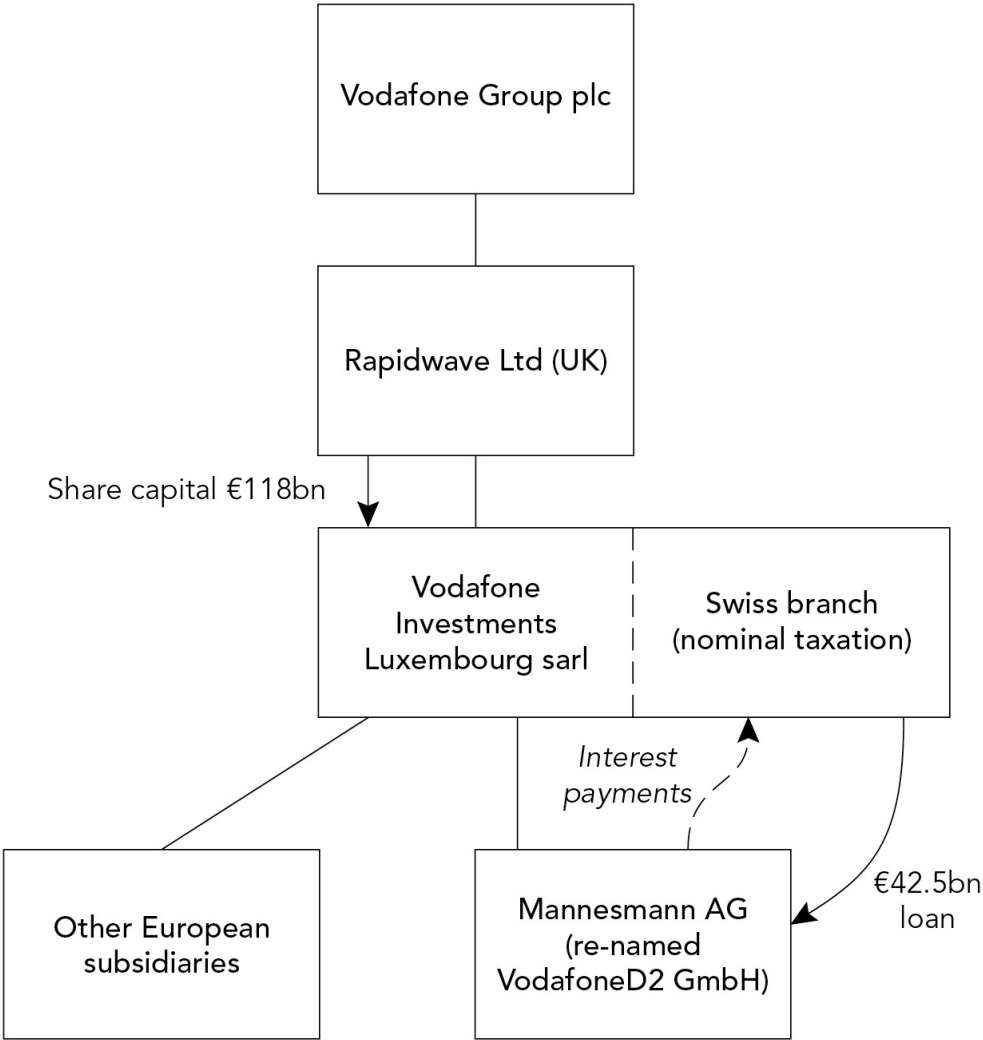 Vodafone Group plc
Rapidwave Ltd (UK)
Share capital €118bn
Vodafone
Investments
Luxembourg sarl
Swiss branch
(nominal taxation)
Interest
payments
€42.5bn
loan
Other European
subsidiaries
Mannesmann AG
(re-named
VodafoneD2 GmbH)